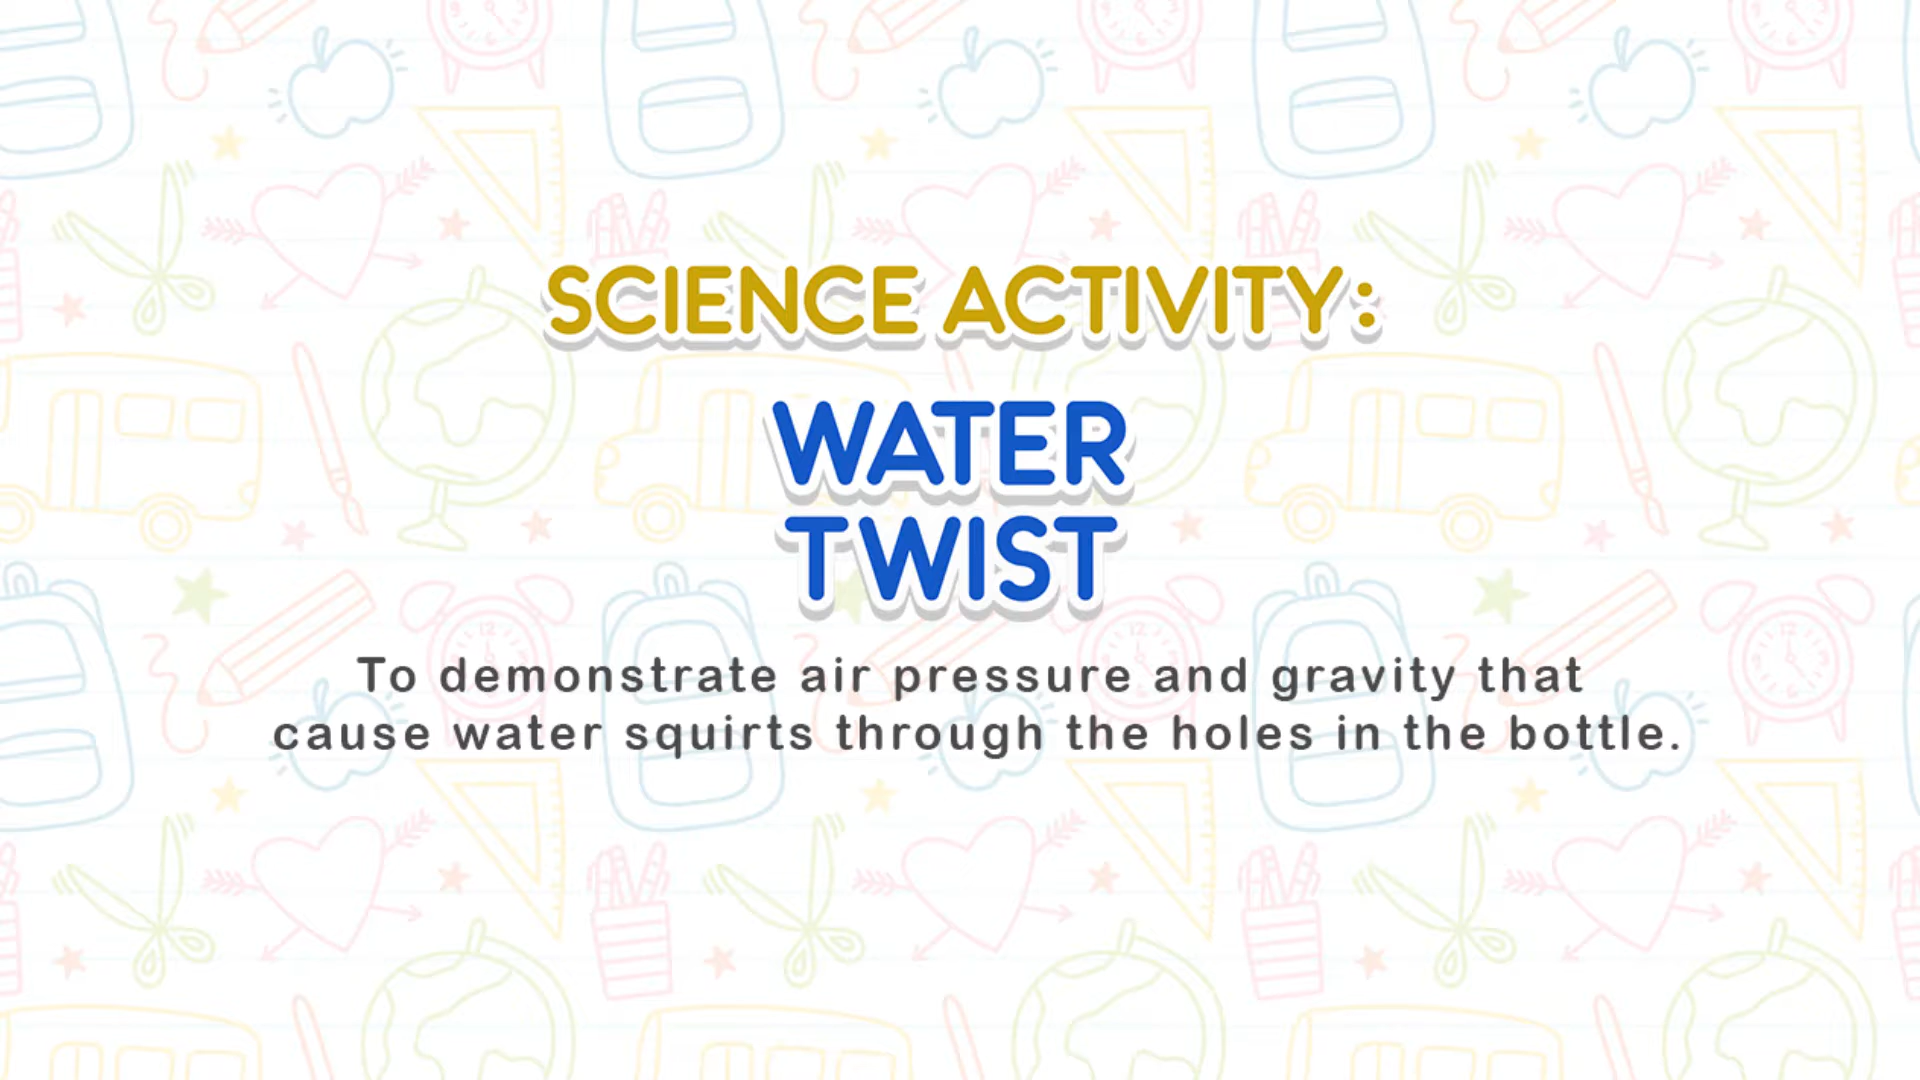 SCIENCE ACTIVITY:
WATER
TWIST
To demonstrate air pressure and gravity that
cause water squirts through the holes in the bottle.